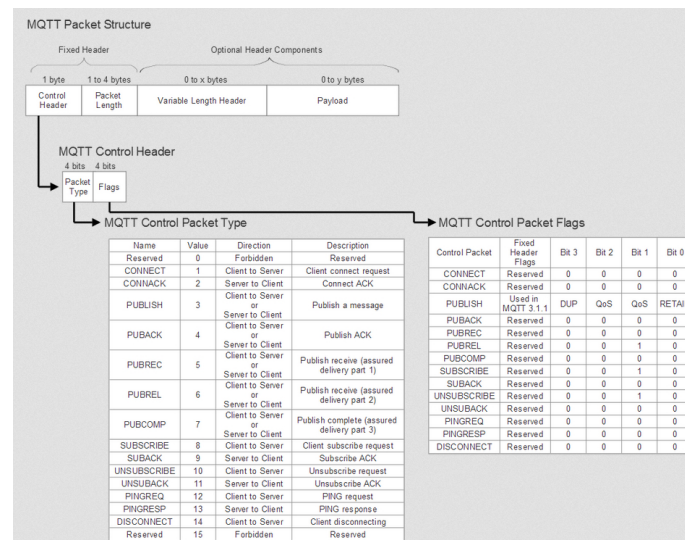 MQTT Packet Structure
Fixed Header Optional Header Components
1 byte 1 to 4 bytes 0 to x bytes 0 to y bytes
Control Header Packet Length Variable Length Header Payload
MQTT Control Header
4 bits 4 bits
Packet Type Flags
MQTT Control Packet Type
Name Value Direction Description
Reserved 0 Forbidden Reserved
CONNECT 1 Client to Server Client connect request
CONNACK 2 Server to Client Connect ACK
PUBLISH 3 Client to Server or Server to Client Publish a message
PUBACK 4 Client to Server or Server to Client Publish ACK
PUBREC 5 Client to Server or Server to Client Publish receive (assured delivery part 1)
PUBREL 6 Client to Server or Server to Client Publish receive (assured delivery part 2)
PUBCOMP 7 Client to Server or Server to Client Publish complete (assured delivery part 3)
SUBSCRIBE 8 Client to Server Client subscribe request
SUBACK 9 Server to Client Subscribe ACK
UNSUBSCRIBE 10 Client to Server Unsubscribe request
UNSUBACK 11 Server to Client Unsubscribe ACK
PINGREQ 12 Client to Server PING request
PINGRESP 13 Server to Client PING response
DISCONNECT 14 Client to Server Client disconnecting
Reserved 15 Forbidden Reserved
MQTT Control Packet Flags
Control Packet Fixed Header Flags Bit 3 Bit 2 Bit 1 Bit 0
CONNECT Reserved 0 0 0 0
CONNACK Reserved 0 0 0 0
PUBLISH Used in MQTT 3.1.1 DUP QoS QoS RETAI
PUBACK Reserved 0 0 0 0
PUBREC Reserved 0 0 0 0
PUBREL Reserved 0 0 1 0
PUBCOMP Reserved 0 0 0 0
SUBSCRIBE Reserved 0 0 1 0
SUBACK Reserved 0 0 0 0
UNSUBSCRIBE Reserved 0 0 1 0
UNSUBACK Reserved 0 0 0 0
PINGREQ Reserved 0 0 0 0
PINGRESP Reserved 0 0 0 0
DISCONNECT Reserved 0 0 0 0